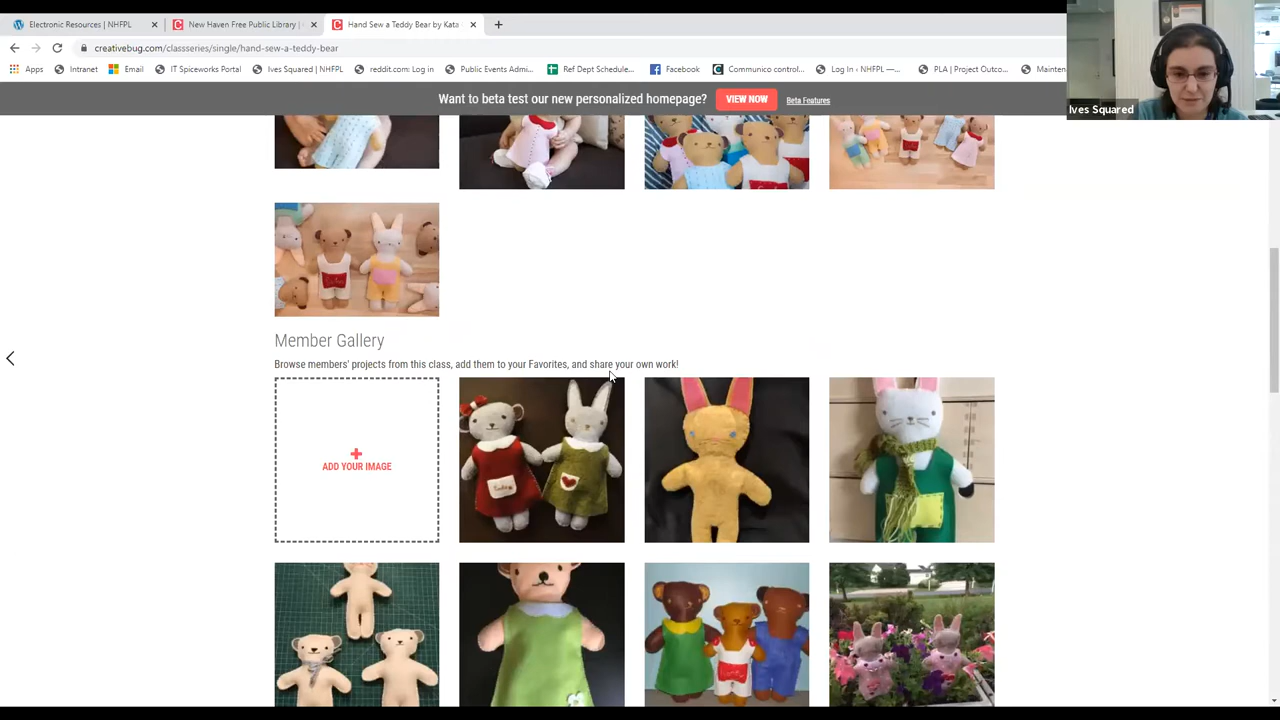 Electronic Resources | NHFPL
New Haven Free Public Library |
Hand Sew a Teddy Bear by Kata
creativebug.com/classseries/single/hand-sew-a-teddy-bear
Apps Intranet Email IT Spiceworks Portal Ives Squared | NHFPL reddit.com: Log in Public Events Admi... Ref Dept Schedule... Facebook Communico control... Log In ‹ NHFPL —... PLA | Project Outco... Mainten
Want to beta test our new personalized homepage? VIEW NOW Beta Features
Ives Squared
Member Gallery
Browse members' projects from this class, add them to your Favorites, and share your own work!
+
ADD YOUR IMAGE